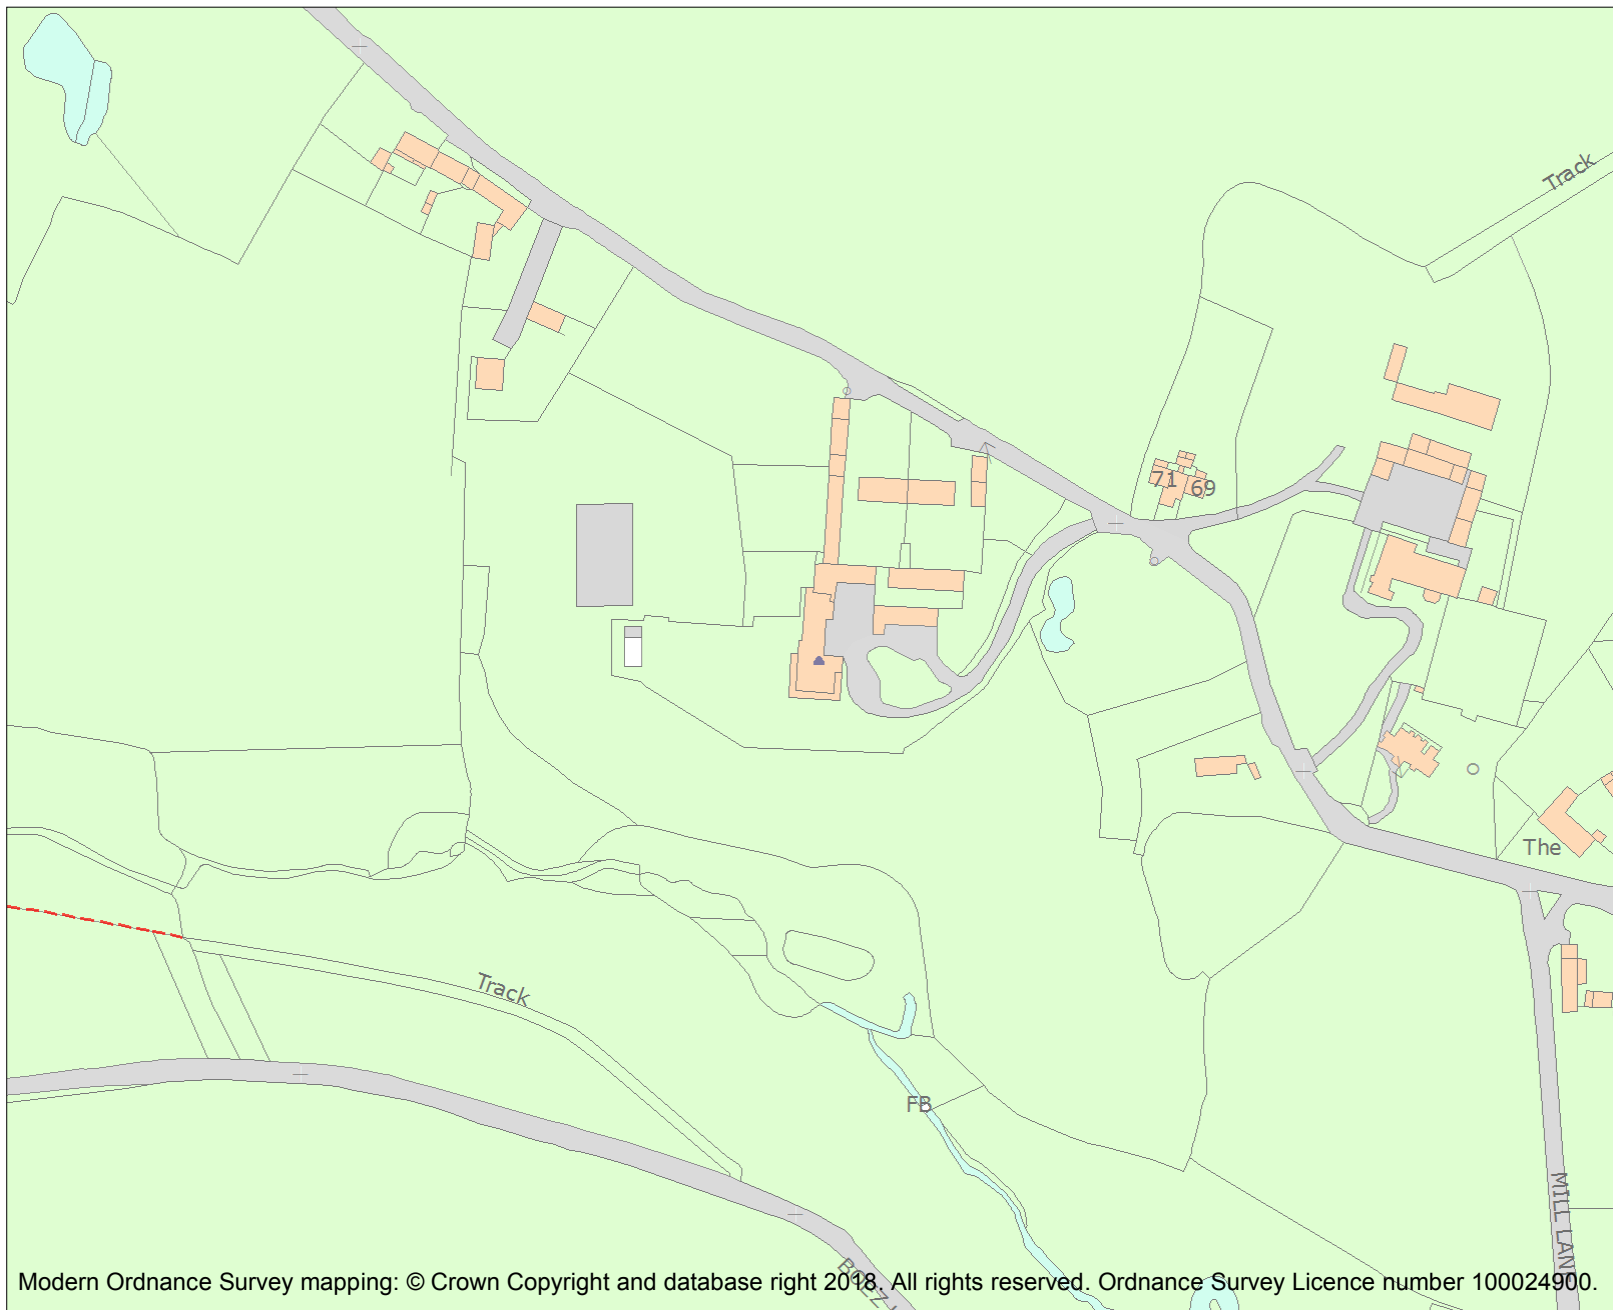 Track
71
69
The
Track
FB
MILL LAN
Modern Ordnance Survey mapping: © Crown Copyright and database right 2018. All rights reserved. Ordnance Survey Licence number 100024900.